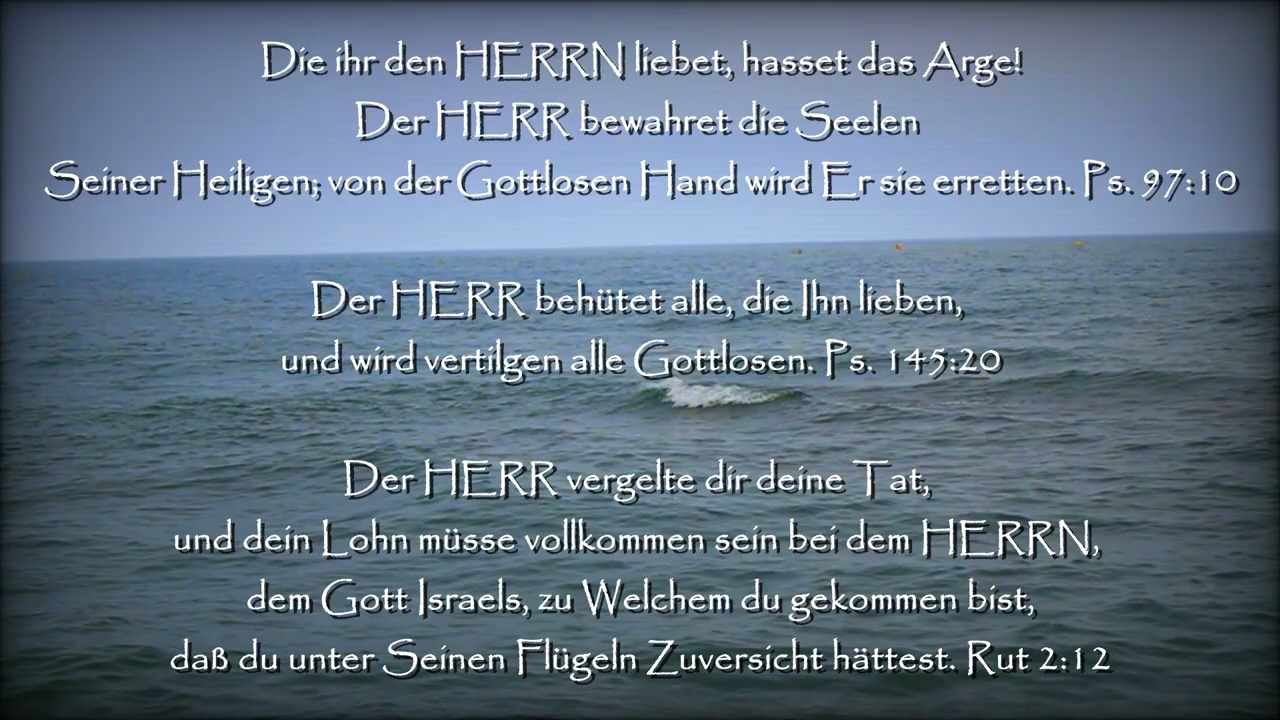 Die ihr den HERRN liebet, hasset das Arge!
Der HERR bewahret die Seelen
Seiner Heiligen; von der Gottlosen Hand wird Er sie erretten. Ps. 97:10
Der HERR behütet alle, die Ihn lieben,
und wird vertilgen alle Gottlosen. Ps. 145:20
Der HERR vergelte dir deine Tat,
und dein Lohn müsse vollkommen sein bei dem HERRN,
dem Gott Israels, zu Welchem du gekommen bist,
daß du unter Seinen Flügeln Zuversicht hättest. Rut 2:12